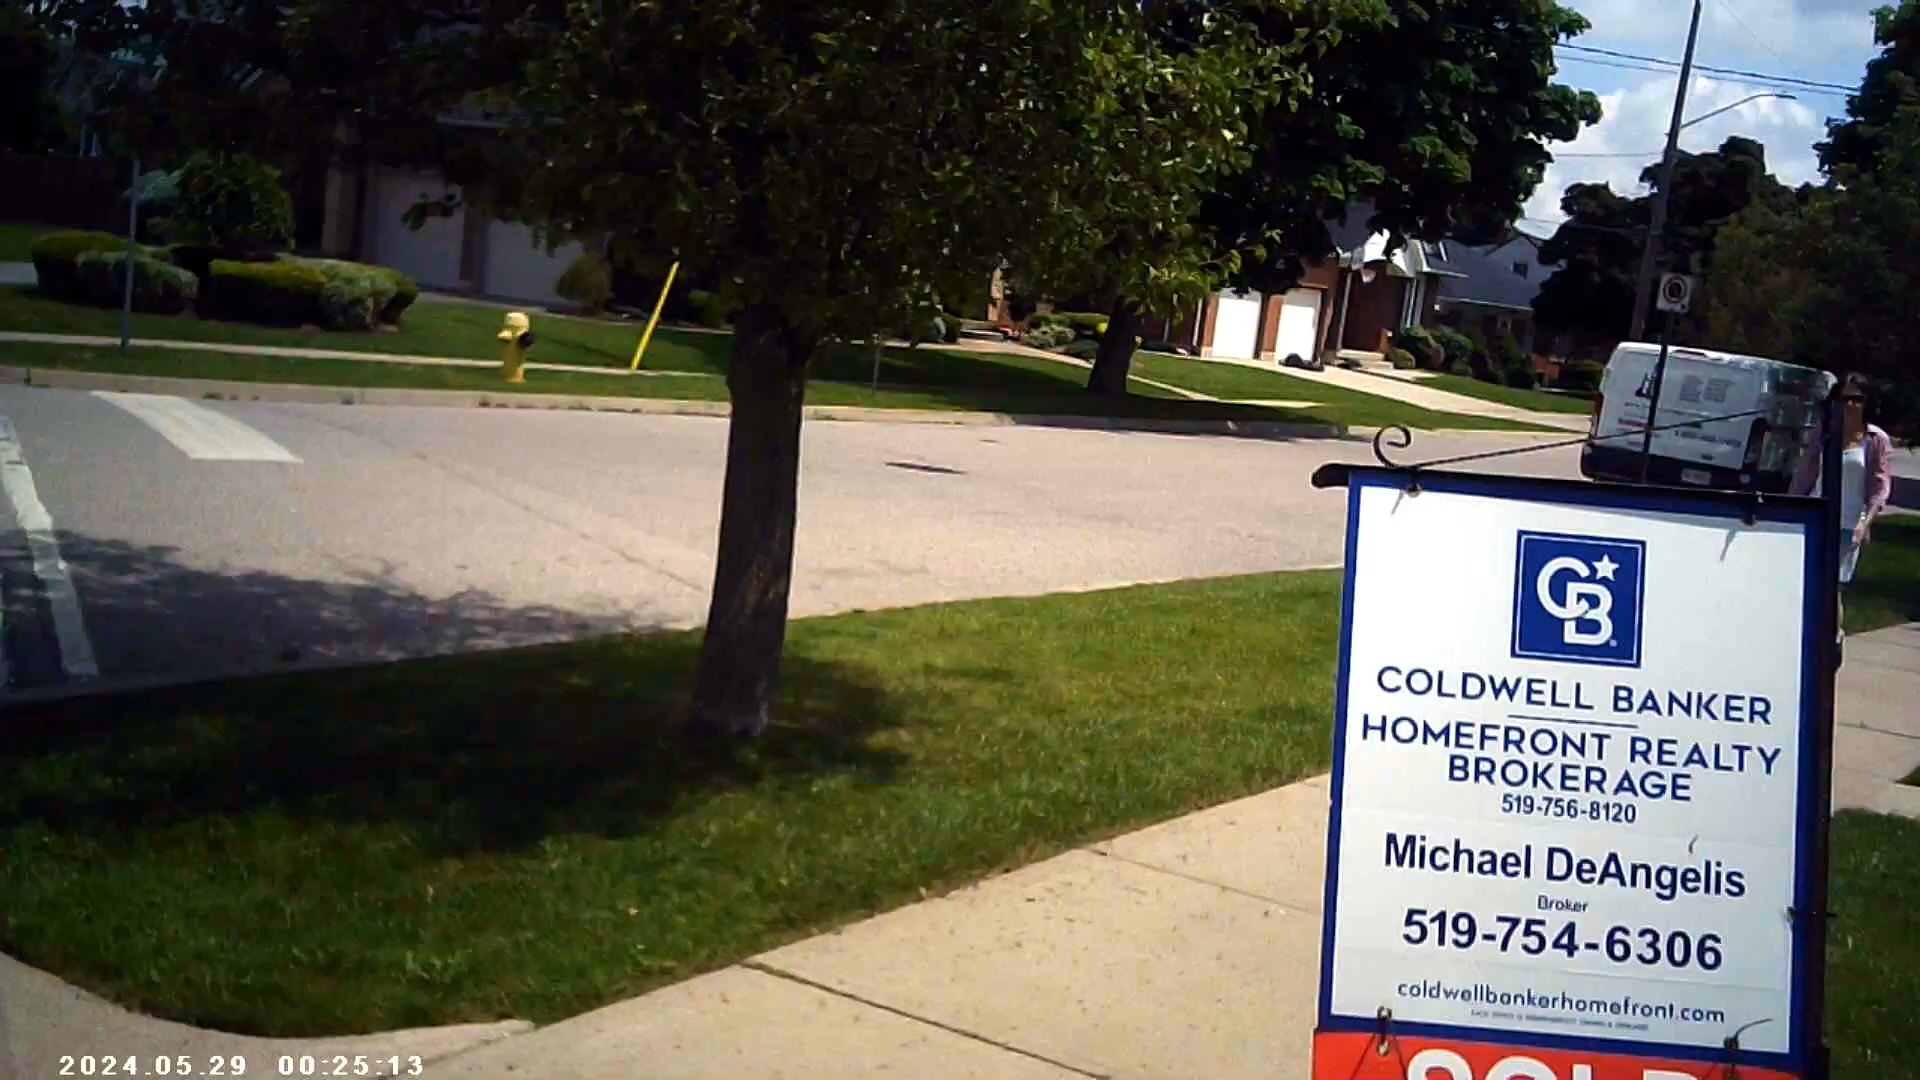 CB
COLDWELL BANKER
HOMEFRONT REALTY
BROKERAGE
519-756-8120
Michael DeAngelis
Broker
519-754-6306
coldwellbankerhomefront.com
SOLD
2024.05.29 00:25:13